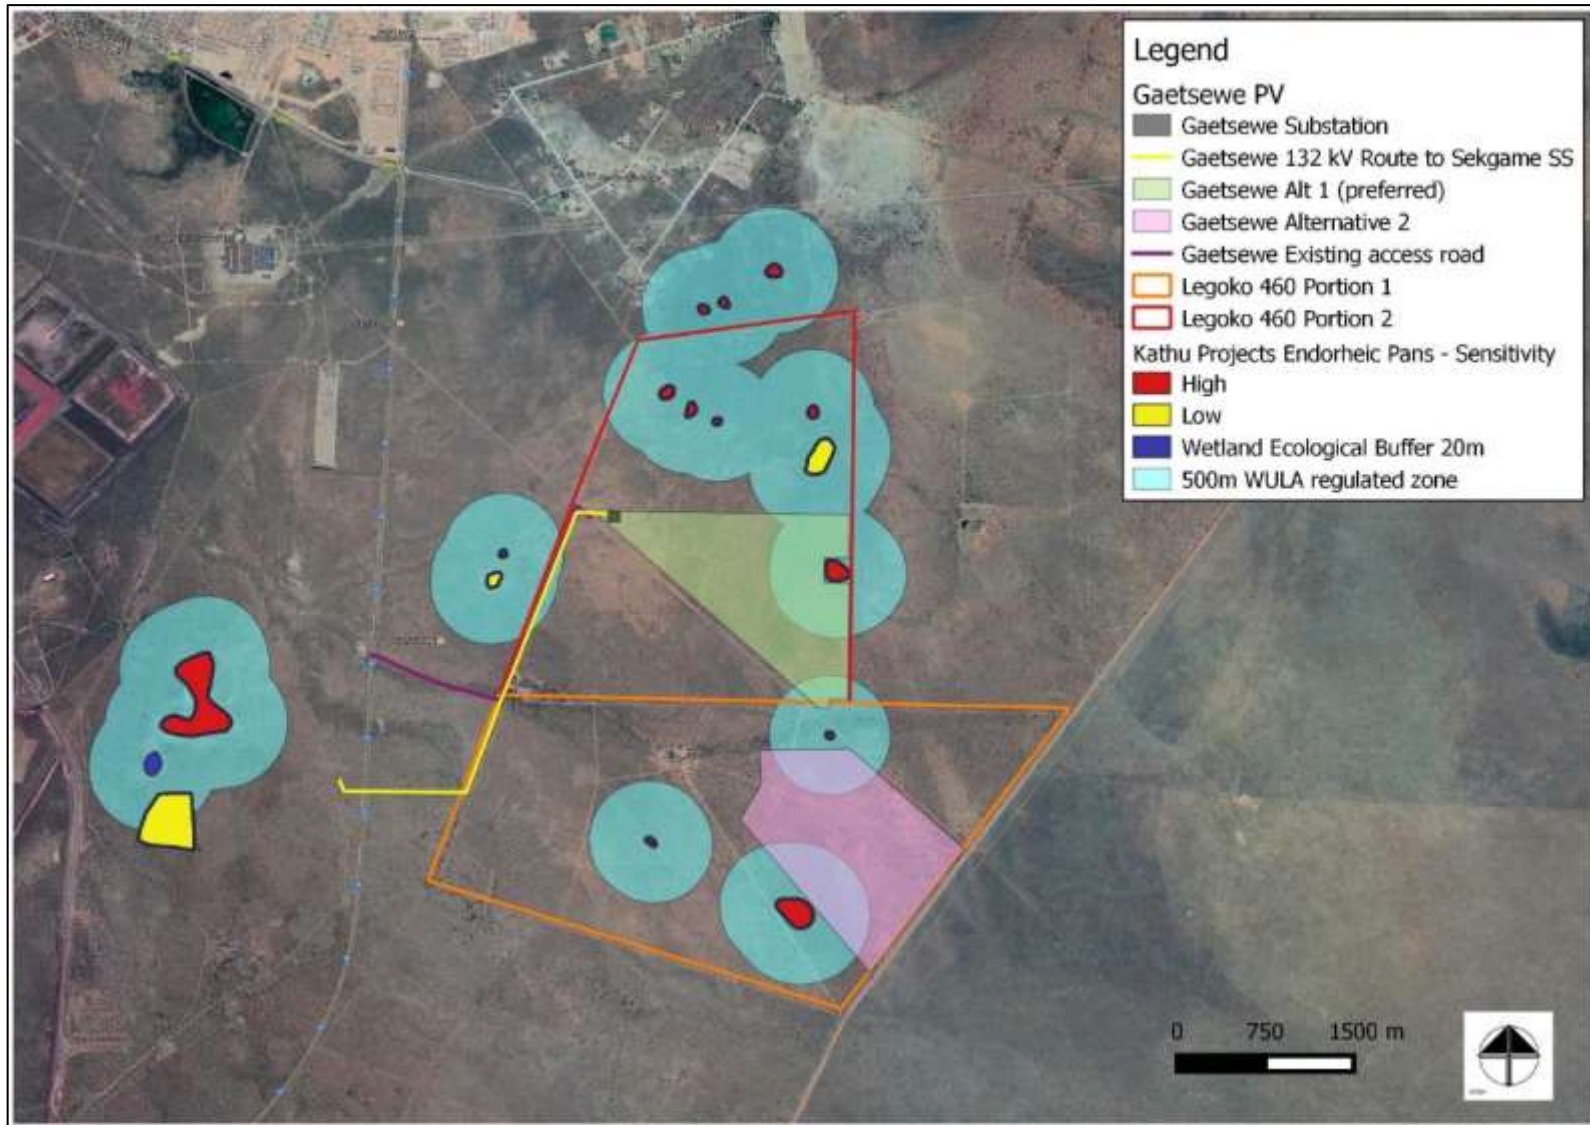 Legend
Gaetsewe PV
Gaetsewe Substation
Gaetsewe 132 kV Route to Sekgame SS
Gaetsewe Alt 1 (preferred)
Gaetsewe Alternative 2
Gaetsewe Existing access road
Legoko 460 Portion 1
Legoko 460 Portion 2
Kathu Projects Endorheic Pans - Sensitivity
High
Low
Wetland Ecological Buffer 20m
500m WULA regulated zone
0 750 1500 m